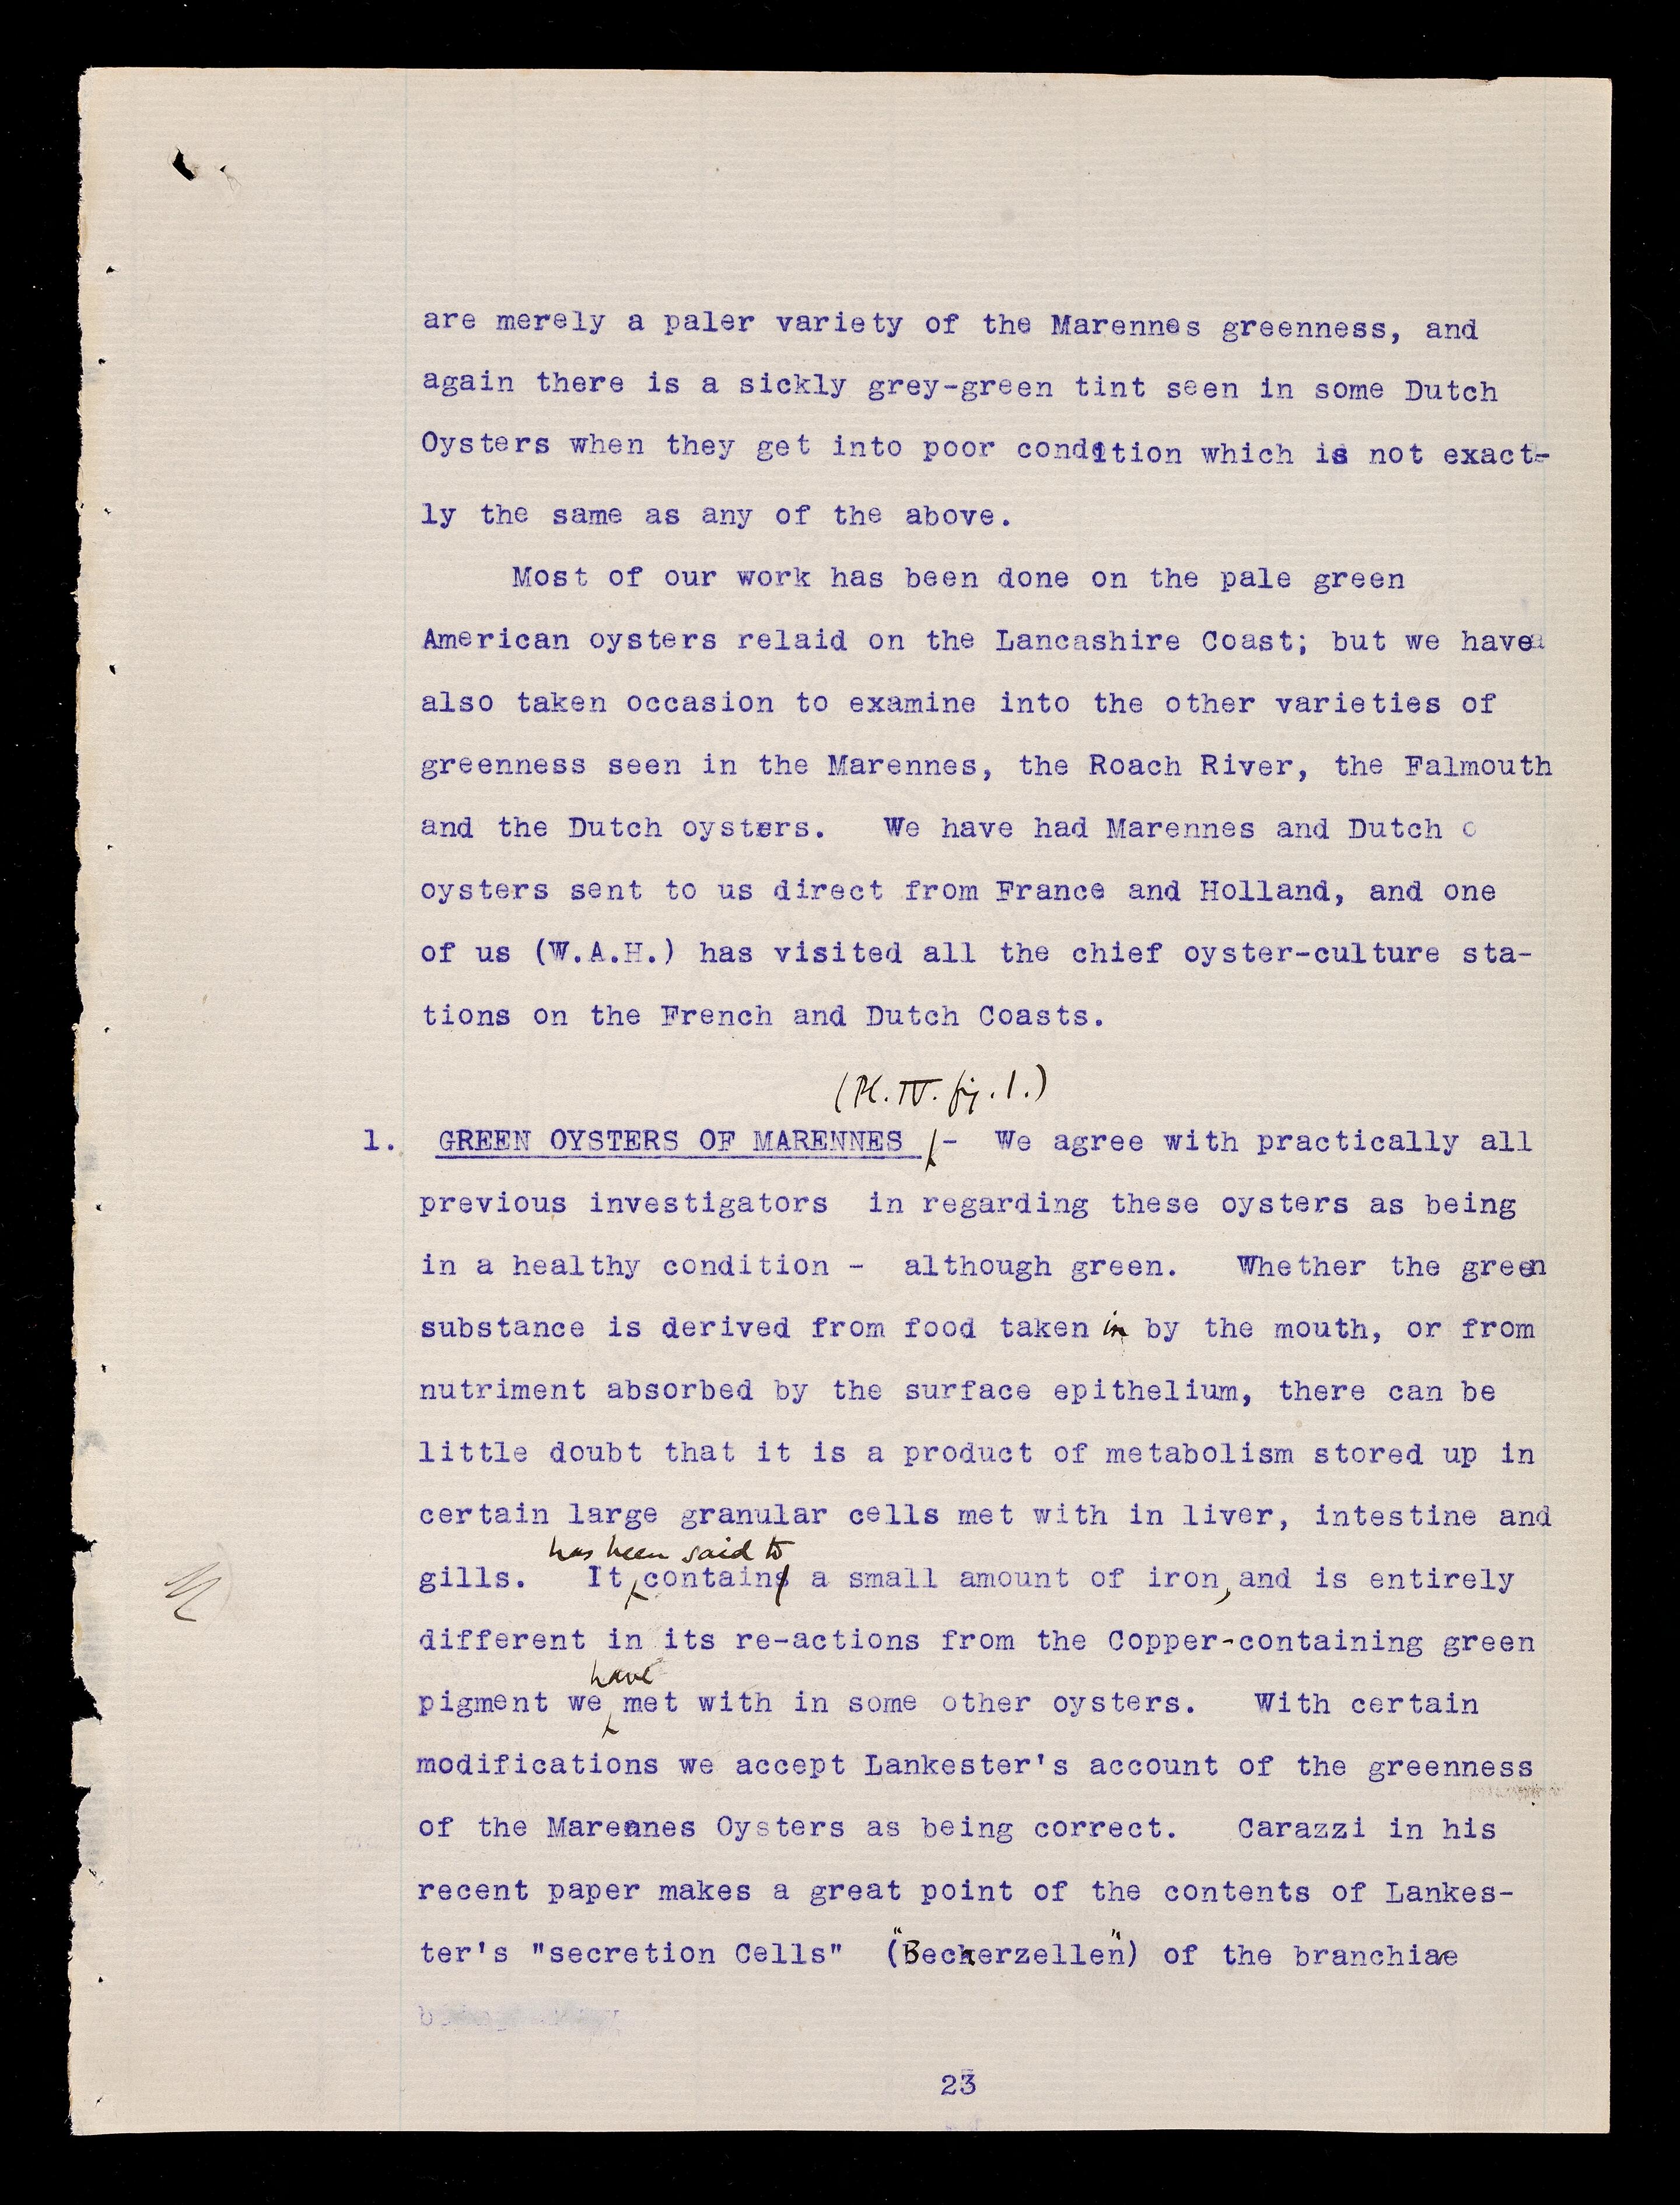 are merely a paler variety of the Marennes greenness, and
again there is a sickly grey-green tint seen in some Dutch
Oysters when they get into poor condition which is not exact-
ly the same as any of the above.
Most of our work has been done on the pale green
American oysters relaid on the Lancashire Coast; but we have
also taken occasion to examine into the other varieties of
greenness seen in the Marennes, the Roach River, the Falmouth
and the Dutch oysters. We have had Marennes and Dutch o
oysters sent to us direct from France and Holland, and one
of us (W.A.H.) has visited all the chief oyster-culture sta-
tions on the French and Dutch Coasts.
(Pl. IV. fig. 1.)
1. GREEN OYSTERS OF MARENNES - We agree with practically all
previous investigators in regarding these oysters as being
in a healthy condition - although green. Whether the green
substance is derived from food taken in by the mouth, or from
nutriment absorbed by the surface epithelium, there can be
little doubt that it is a product of metabolism stored up in
certain large granular cells met with in liver, intestine and
has been said to
gills. It contains a small amount of iron, and is entirely
different in its re-actions from the Copper-containing green
have
pigment we met with in some other oysters. With certain
modifications we accept Lankester's account of the greenness
of the Marennes Oysters as being correct. Carazzi in his
recent paper makes a great point of the contents of Lankes-
ter's "secretion Cells" ("Beckerzellen") of the branchiae
23